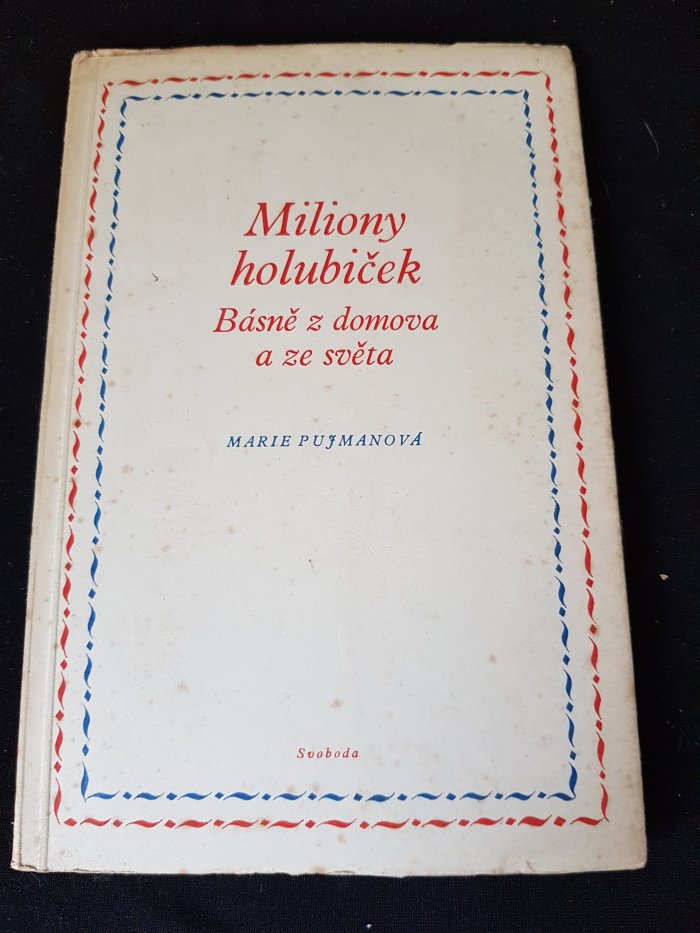 Miliony
holubiček
Básně z domova
a ze světa
MARIE PUJMANOVÁ
Svoboda